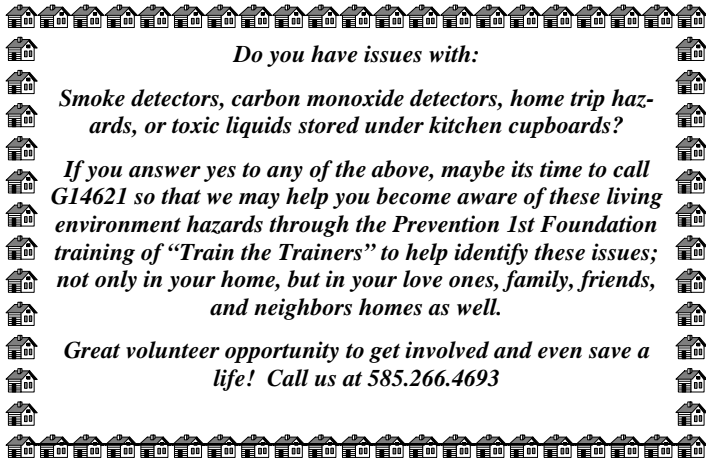 Do you have issues with:
Smoke detectors, carbon monoxide detectors, home trip haz-
ards, or toxic liquids stored under kitchen cupboards?
If you answer yes to any of the above, maybe its time to call
G14621 so that we may help you become aware of these living
environment hazards through the Prevention 1st Foundation
training of “Train the Trainers” to help identify these issues;
not only in your home, but in your love ones, family, friends,
and neighbors homes as well.
Great volunteer opportunity to get involved and even save a
life!  Call us at 585.266.4693